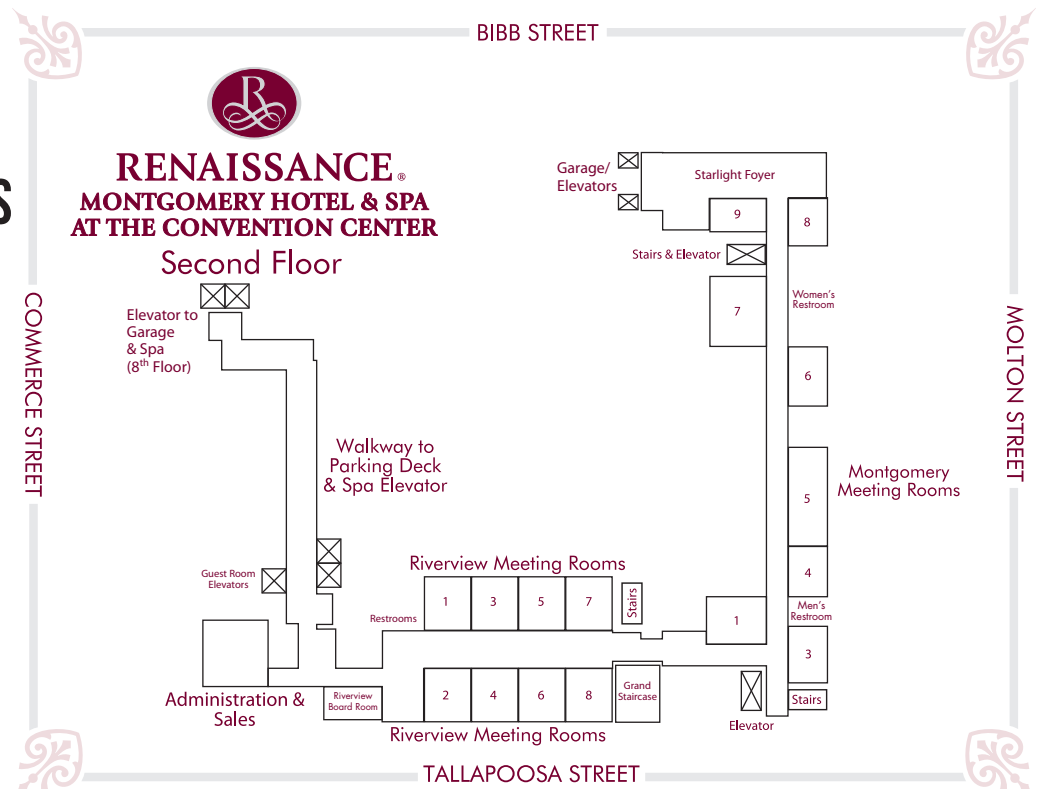 BIBB STREET
S
R
RENAISSANCE®
MONTGOMERY HOTEL & SPA
AT THE CONVENTION CENTER
Second Floor
Garage/
Elevators
Starlight Foyer
9
8
Stairs & Elevator
7
Women's
Restroom
6
Elevator to
Garage
& Spa
(8th Floor)
COMMERCE STREET
MOLTON STREET
Walkway to
Parking Deck
& Spa Elevator
5
Montgomery
Meeting Rooms
4
Guest Room
Elevators
Riverview Meeting Rooms
1
3
5
7
Stairs
Restrooms
1
Men's
Restroom
3
Administration &
Sales
Riverview
Board Room
2
4
6
8
Grand
Staircase
Stairs
Elevator
Riverview Meeting Rooms
TALLAPOOSA STREET